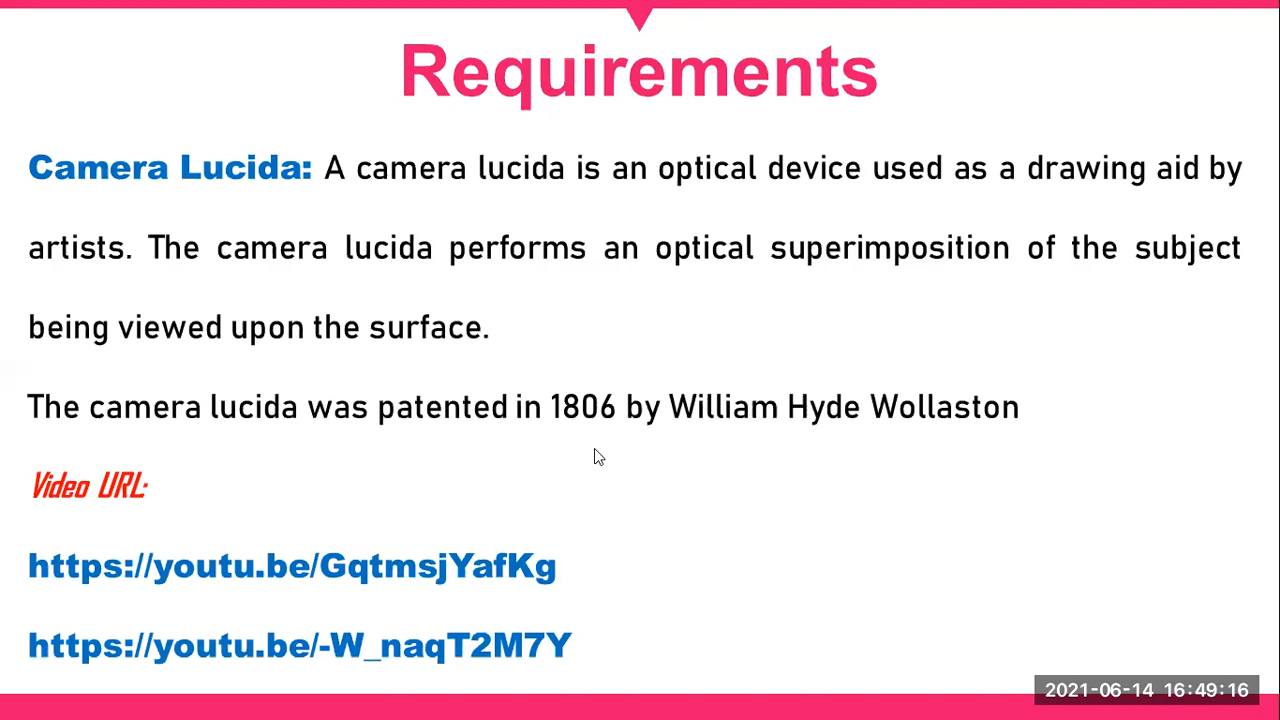 Requirements
Camera Lucida: A camera lucida is an optical device used as a drawing aid by
artists. The camera lucida performs an optical superimposition of the subject
being viewed upon the surface.
The camera lucida was patented in 1806 by William Hyde Wollaston
Video URL:
https://youtu.be/GqtmsjYafKg
https://youtu.be/-W_naqT2M7Y
2021-06-14 16:49:16